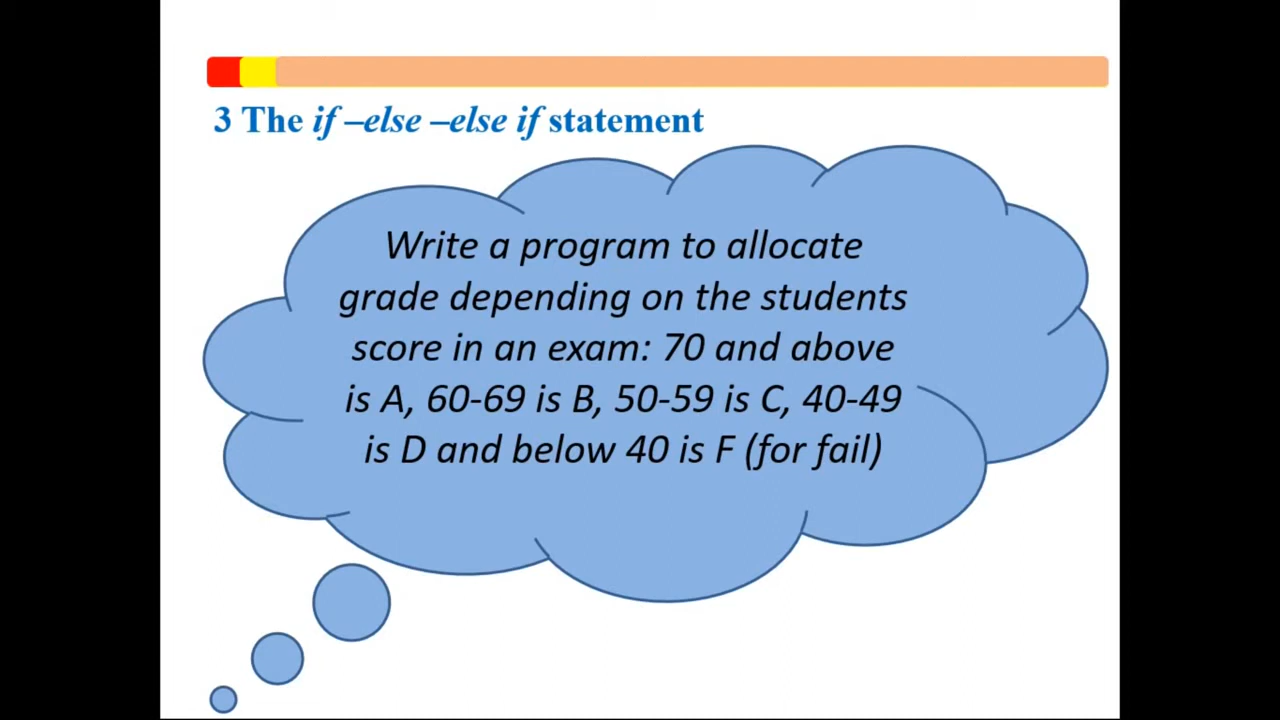 3 The if –else –else if statement
Write a program to allocate
grade depending on the students
score in an exam: 70 and above
is A, 60-69 is B, 50-59 is C, 40-49
is D and below 40 is F (for fail)